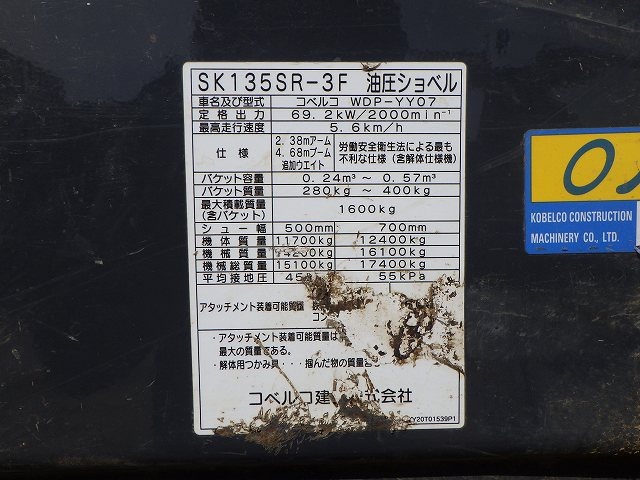 SK135SR-3F 油圧ショベル
車名及び型式 コベルコ WDP-YY07
定格出力 69.2kW/2000min⁻¹
最高走行速度 5.6km/h
仕様 2.38mアーム 4.68mブーム 追加ウエイト 労働安全衛生法による最も不利な仕様(含解体仕様機)
バケット容量 0.24m³ ~ 0.57m³
バケット質量 280kg ~ 400kg
最大積載質量(含バケット) 1600kg
シュー幅 500mm 700mm
機体質量 11700kg 12400kg
機械質量 14200kg 16100kg
機械総質量 15100kg 17400kg
平均接地圧 55kPa
アタッチメント装着可能質量
・アタッチメント装着可能質量は
最大の質量である。
・解体用つかみ具・・・掴んだ物の質量
コベルコ建 式会社
YY20T01539P1
KOBELCO CONSTRUCTION
MACHINERY CO., LTD.